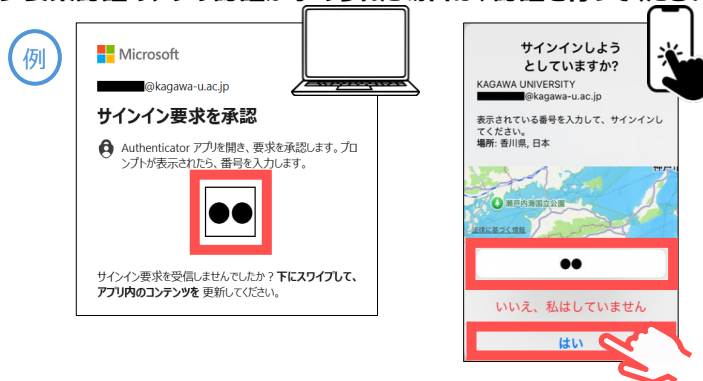 例
Microsoft
@kagawa-u.ac.jp
サインイン要求を承認
Authenticator アプリを開き、要求を承認します。プロ
ンプトが表示されたら、番号を入力します。
●●
サインイン要求を受信しませんでしたか？下にスワイプして、
アプリ内のコンテンツを 更新してください。
サインインしよう
としていますか?
KAGAWA UNIVERSITY
@kagawa-u.ac.jp
表示されている番号を入力して、サインインし
てください。
場所: 香川県, 日本
瀬戸内海国立公園
法律に基づく情報
●●
いいえ、私はしていません
はい